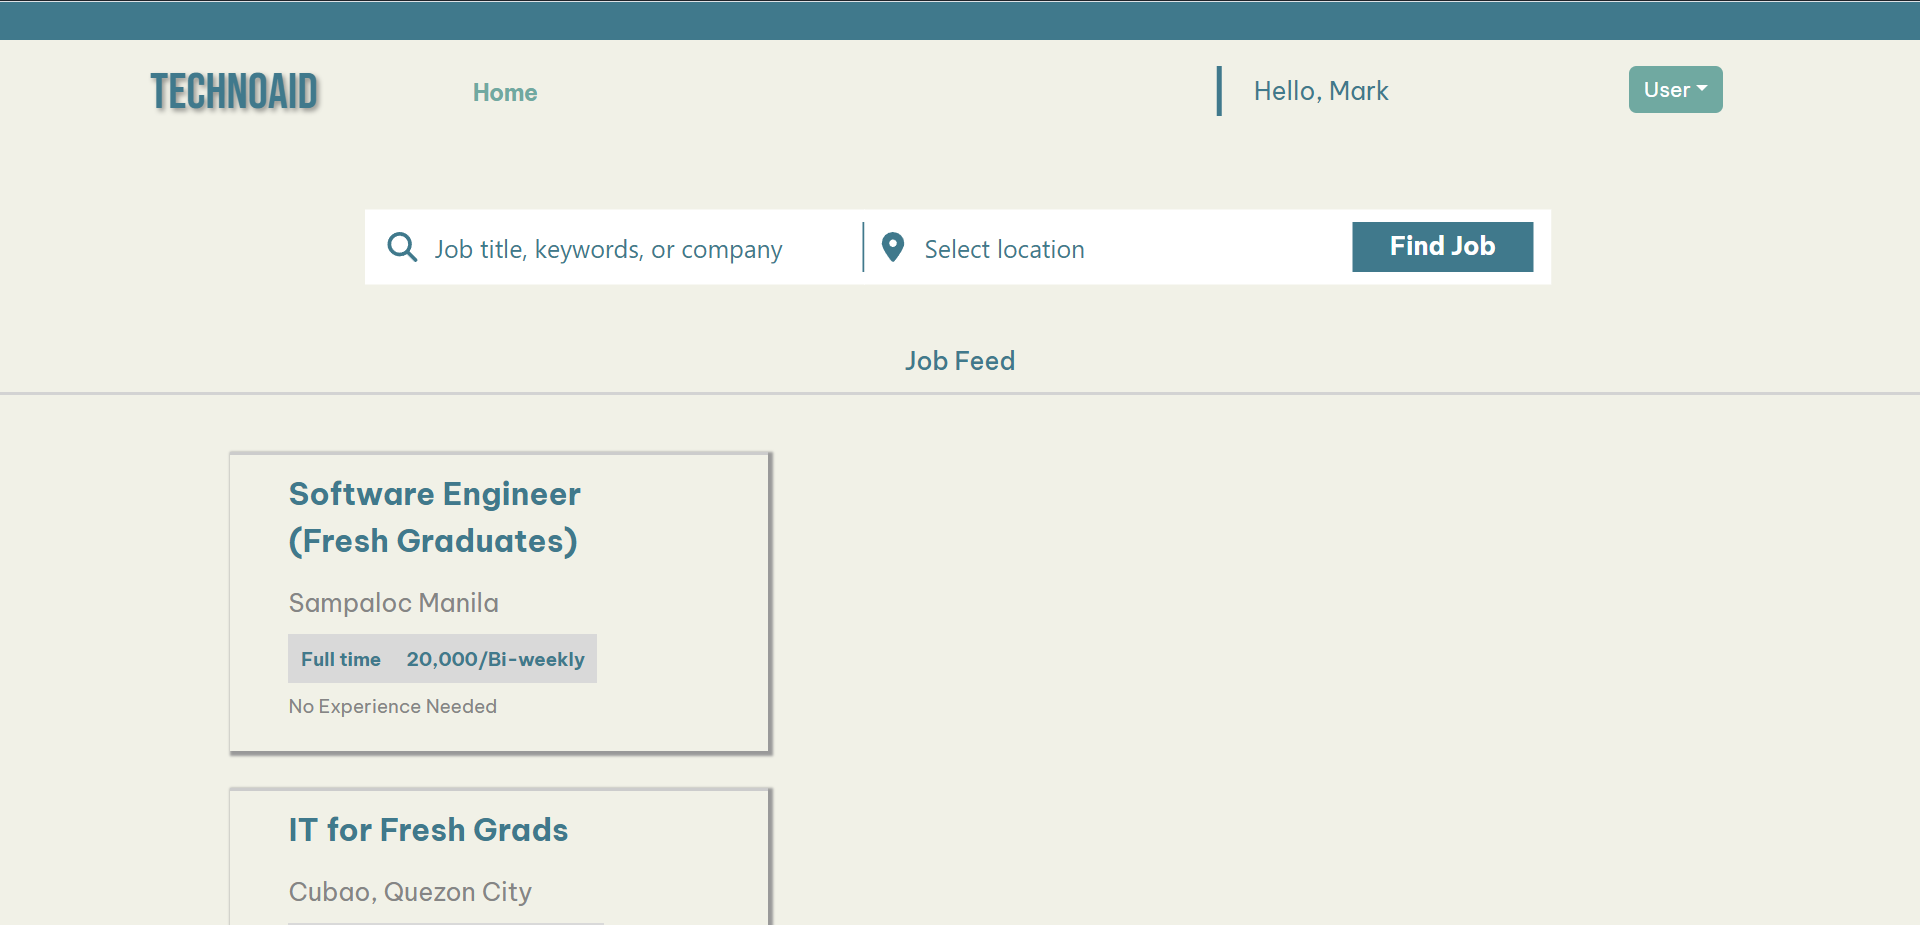 TECHNOAID
Home
Hello, Mark
User
Job title, keywords, or company
Select location
Find Job
Job Feed
Software Engineer
(Fresh Graduates)
Sampaloc Manila
Full time 20,000/Bi-weekly
No Experience Needed
IT for Fresh Grads
Cubao, Quezon City